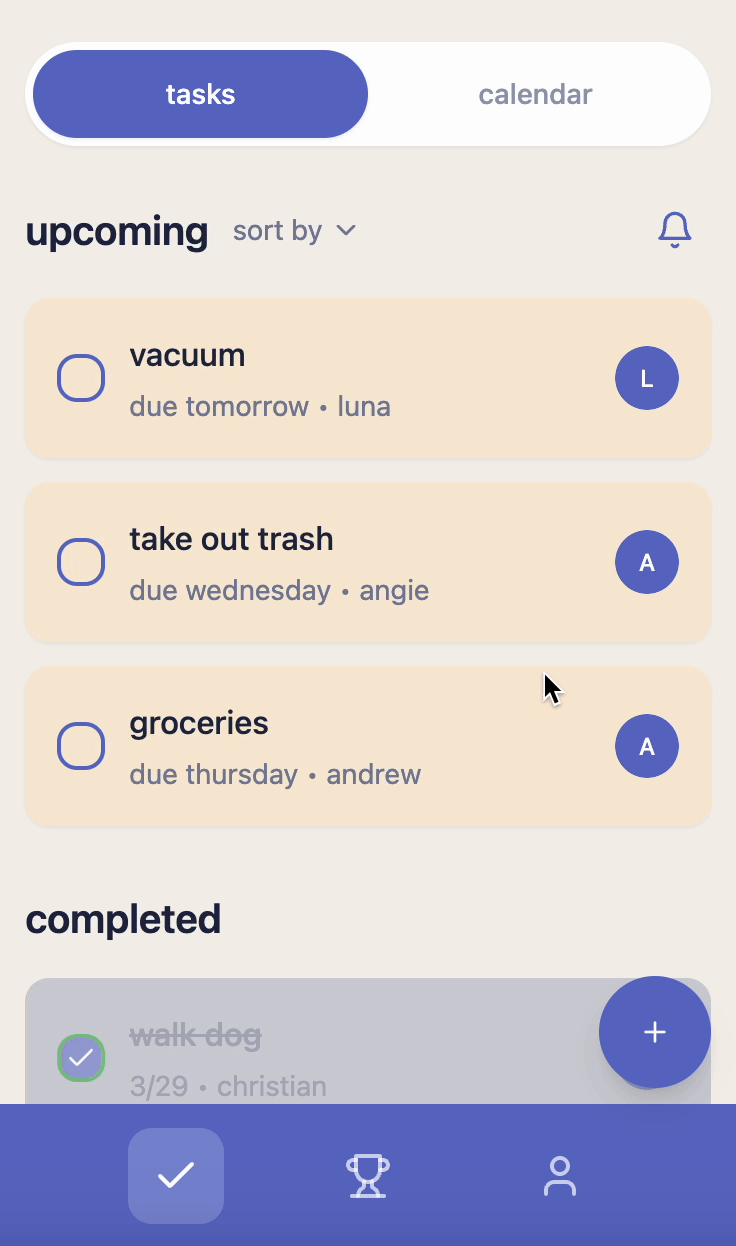 tasks calendar
upcoming sort by
vacuum
due tomorrow • luna
L
take out trash
due wednesday • angie
A
groceries
due thursday • andrew
A
completed
walk dog
3/29 • christian
+